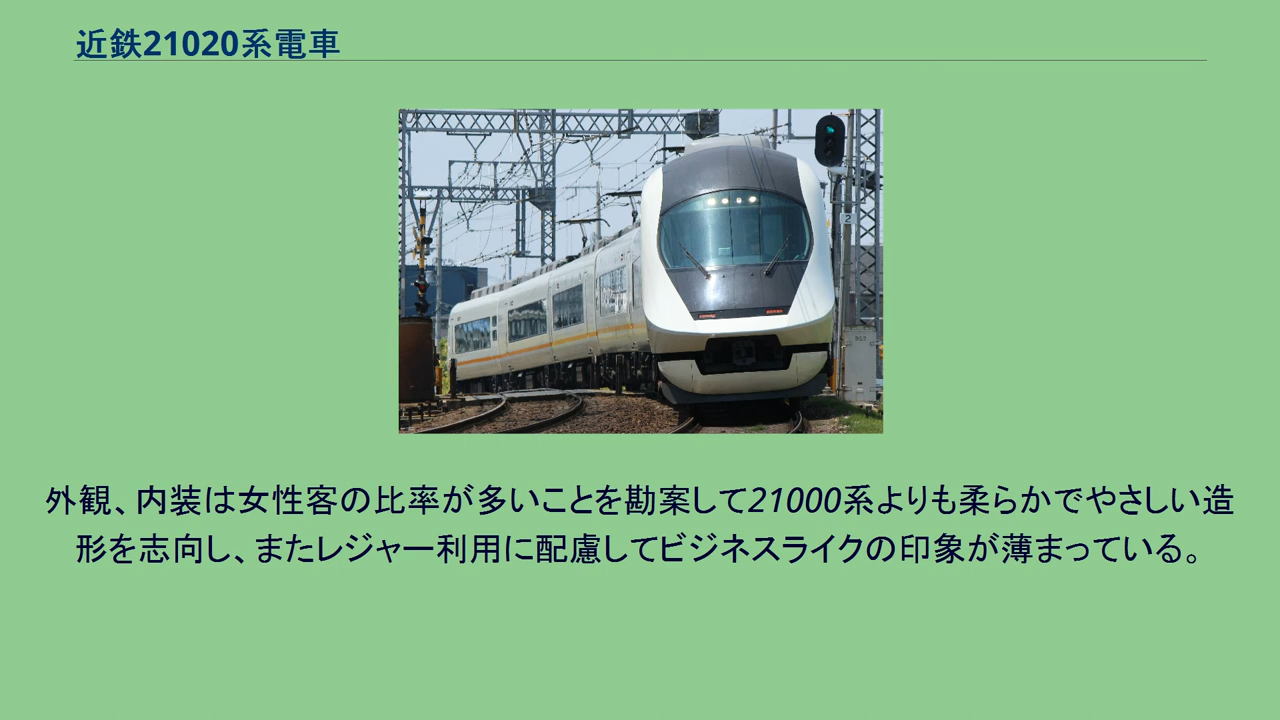 近鉄21020系電車
外観、内装は女性客の比率が多いことを勘案して21000系よりも柔らかでやさしい造
形を志向し、またレジャー利用に配慮してビジネスライクの印象が薄まっている。